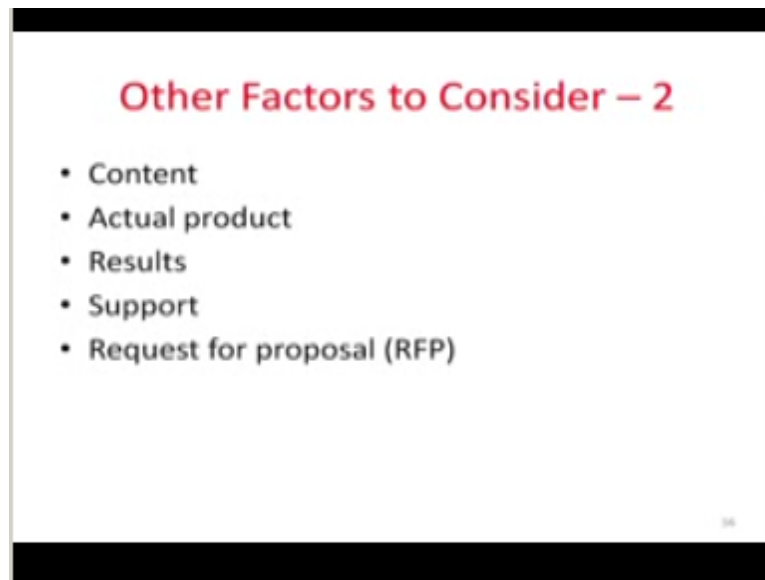 Other Factors to Consider – 2
• Content
• Actual product
• Results
• Support
• Request for proposal (RFP)